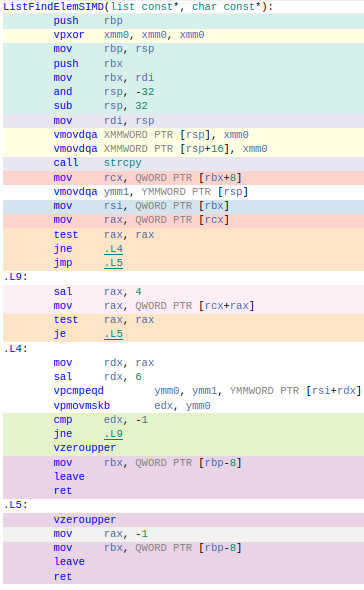 ListFindElemSIMD(list const*, char const*):
push rbp
vpxor xmm0, xmm0, xmm0
mov rbp, rsp
push rbx
mov rbx, rdi
and rsp, -32
sub rsp, 32
mov rdi, rsp
vmovdqa XMMWORD PTR [rsp], xmm0
vmovdqa XMMWORD PTR [rsp+16], xmm0
call strcpy
mov rcx, QWORD PTR [rbx+8]
vmovdqa ymm1, YMMWORD PTR [rsp]
mov rsi, QWORD PTR [rbx]
mov rax, QWORD PTR [rcx]
test rax, rax
jne .L4
jmp .L5
.L9:
sal rax, 4
mov rax, QWORD PTR [rcx+rax]
test rax, rax
je .L5
.L4:
mov rdx, rax
sal rdx, 6
vpcmpeqd ymm0, ymm1, YMMWORD PTR [rsi+rdx]
vpmovmskb edx, ymm0
cmp edx, -1
jne .L9
vzeroupper
mov rbx, QWORD PTR [rbp-8]
leave
ret
.L5:
vzeroupper
mov rax, -1
mov rbx, QWORD PTR [rbp-8]
leave
ret